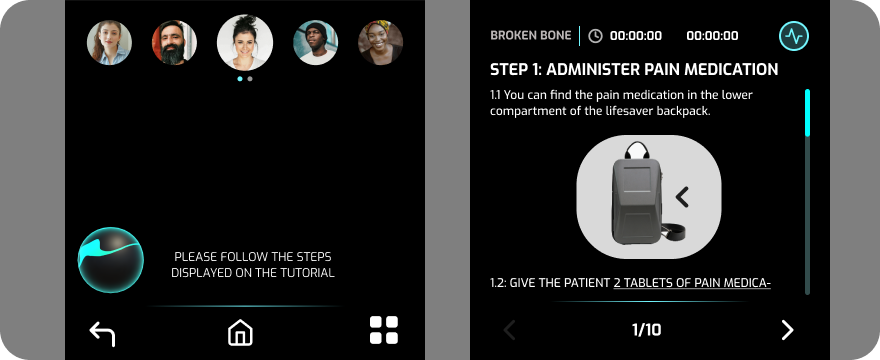 PLEASE FOLLOW THE STEPS
DISPLAYED ON THE TUTORIAL
BROKEN BONE 00:00:00 00:00:00
STEP 1: ADMINISTER PAIN MEDICATION
1.1 You can find the pain medication in the lower
compartment of the lifesaver backpack.
1.2: GIVE THE PATIENT 2 TABLETS OF PAIN MEDICA-
1/10